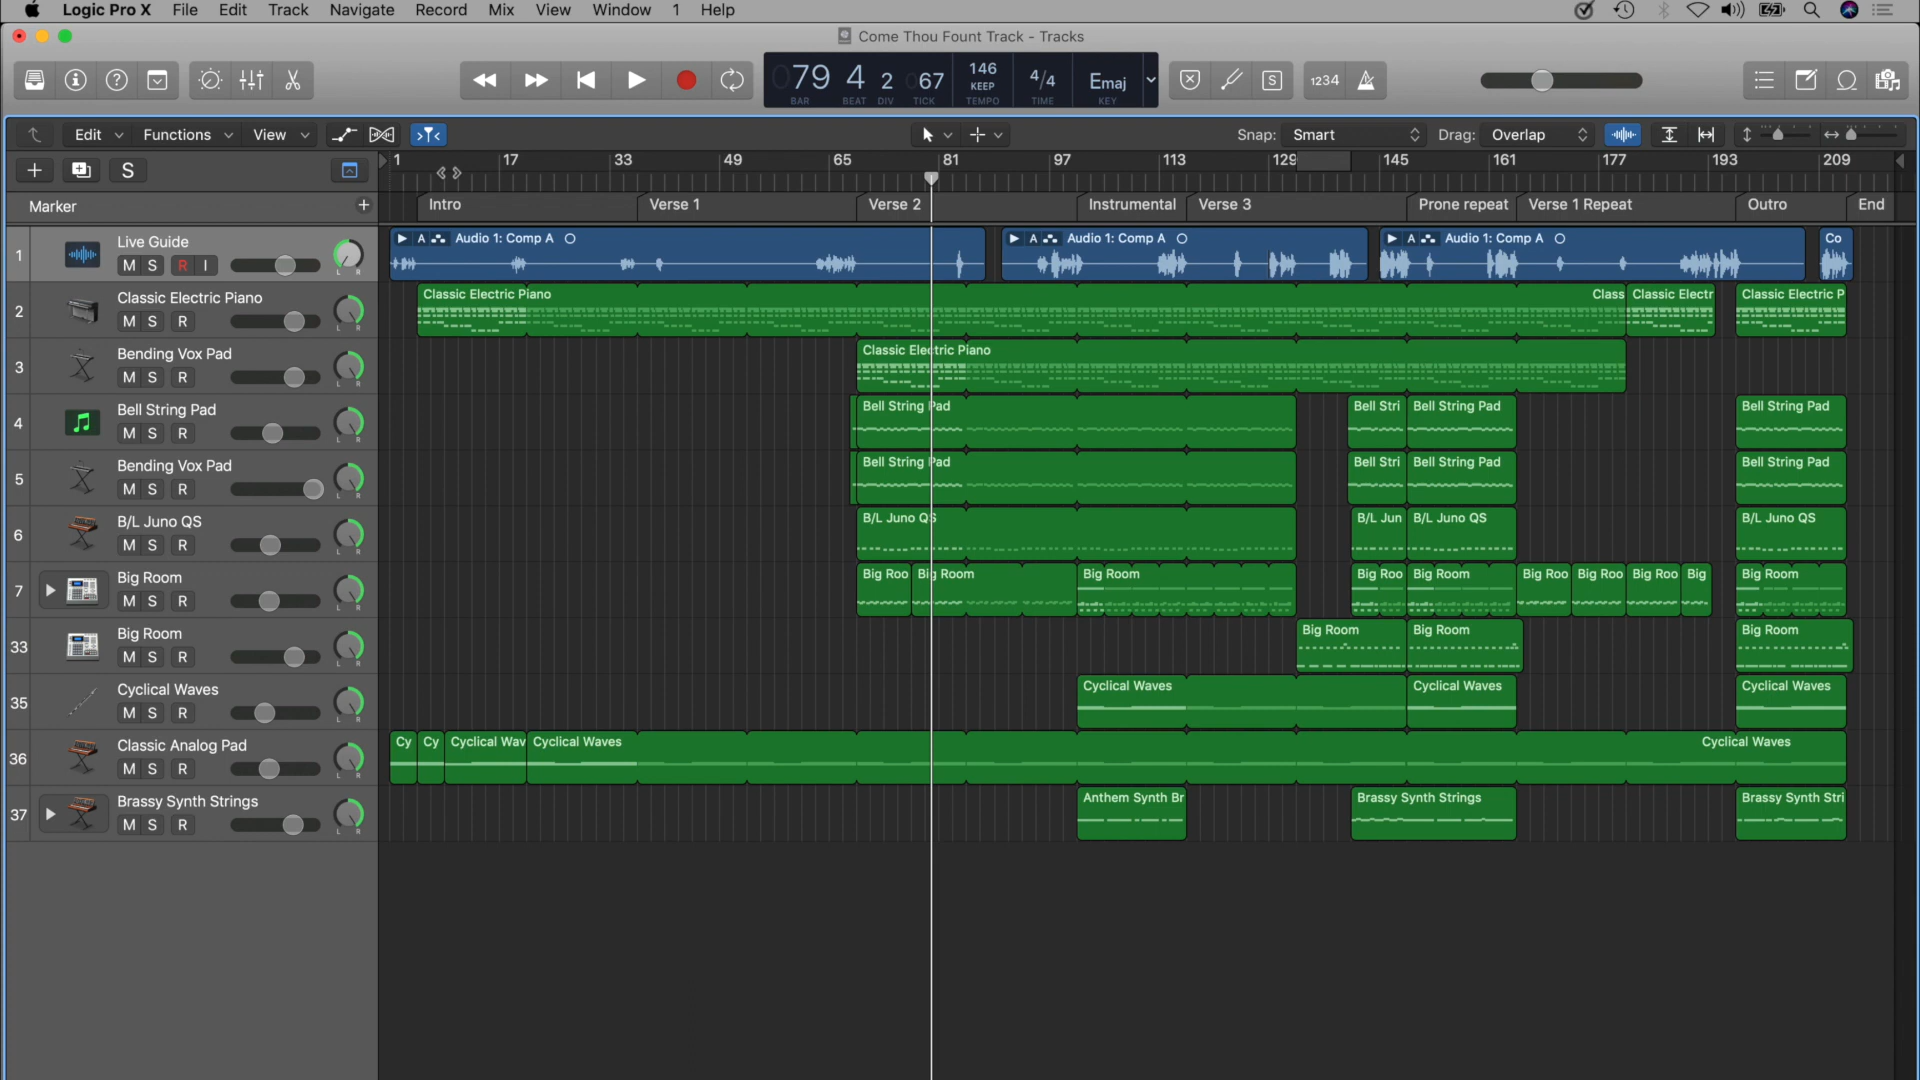 Logic Pro X File Edit Track Navigate Record Mix View Window 1 Help
Come Thou Fount Track - Tracks
79 4 2 067 146 KEEP 4/4 Emaj
BAR BEAT DIV TICK TEMPO TIME KEY
S 1234
Edit Functions View Snap: Smart Drag: Overlap
S 1 17 33 49 65 81 97 113 129 145 161 177 193 209
Marker + Intro Verse 1 Verse 2 Instrumental Verse 3 Prone repeat Verse 1 Repeat Outro End
1 Live Guide M S R I L R A Audio 1: Comp A A Audio 1: Comp A A Audio 1: Comp A Co
2 Classic Electric Piano M S R L R Classic Electric Piano Class Classic Electr Classic Electric P
3 Bending Vox Pad M S R L R Classic Electric Piano
4 Bell String Pad M S R L R Bell String Pad Bell Stri Bell String Pad Bell String Pad
5 Bending Vox Pad M S R L R Bell String Pad Bell Stri Bell String Pad Bell String Pad
6 B/L Juno QS M S R L R B/L Juno QS B/L Jun B/L Juno QS B/L Juno QS
7 Big Room M S R L R Big Roo Big Room Big Room Big Roo Big Room Big Roo Big Roo Big Roo Big Big Room
33 Big Room M S R L R Big Room Big Room Big Room
35 Cyclical Waves M S R L R Cyclical Waves Cyclical Waves Cyclical Waves
36 Classic Analog Pad M S R L R Cy Cy Cyclical Wav Cyclical Waves Cyclical Waves
37 Brassy Synth Strings M S R L R Anthem Synth Br Brassy Synth Strings Brassy Synth Stri